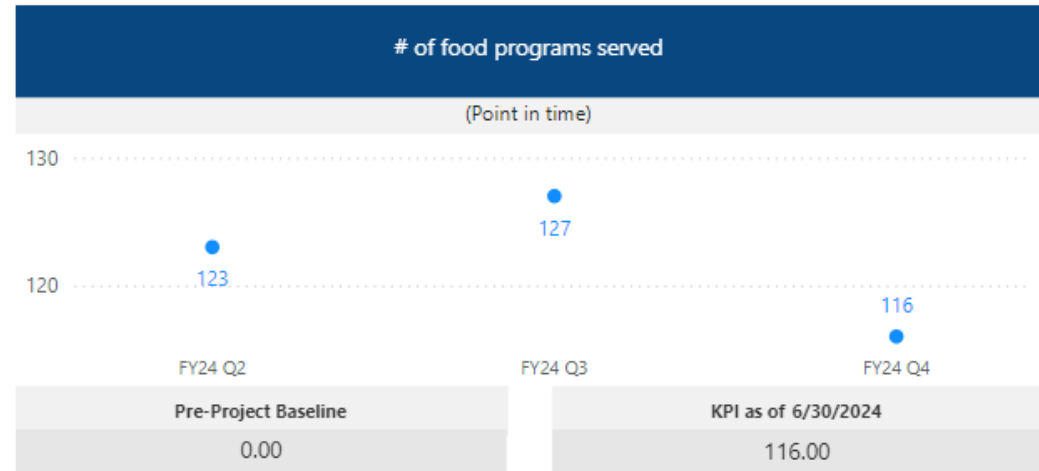 # of food programs served
(Point in time)
130
127
123
120
116
FY24 Q2 FY24 Q3 FY24 Q4
Pre-Project Baseline KPI as of 6/30/2024
0.00 116.00